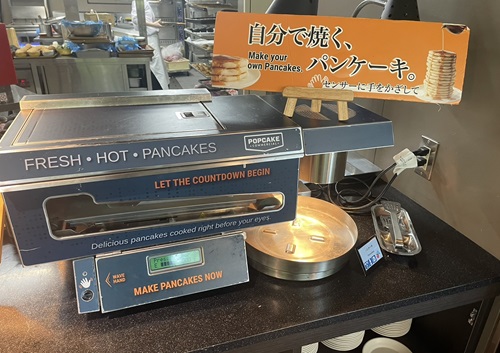 自分で焼く、
Make your
own Pancakes.
パンケーキ。
センサーに手をかざして
POPCAKE
COMMERCIAL
FRESH • HOT • PANCAKES
LET THE COUNTDOWN BEGIN
Delicious pancakes cooked right before your eyes.
WAVE
HAND
MAKE PANCAKES NOW